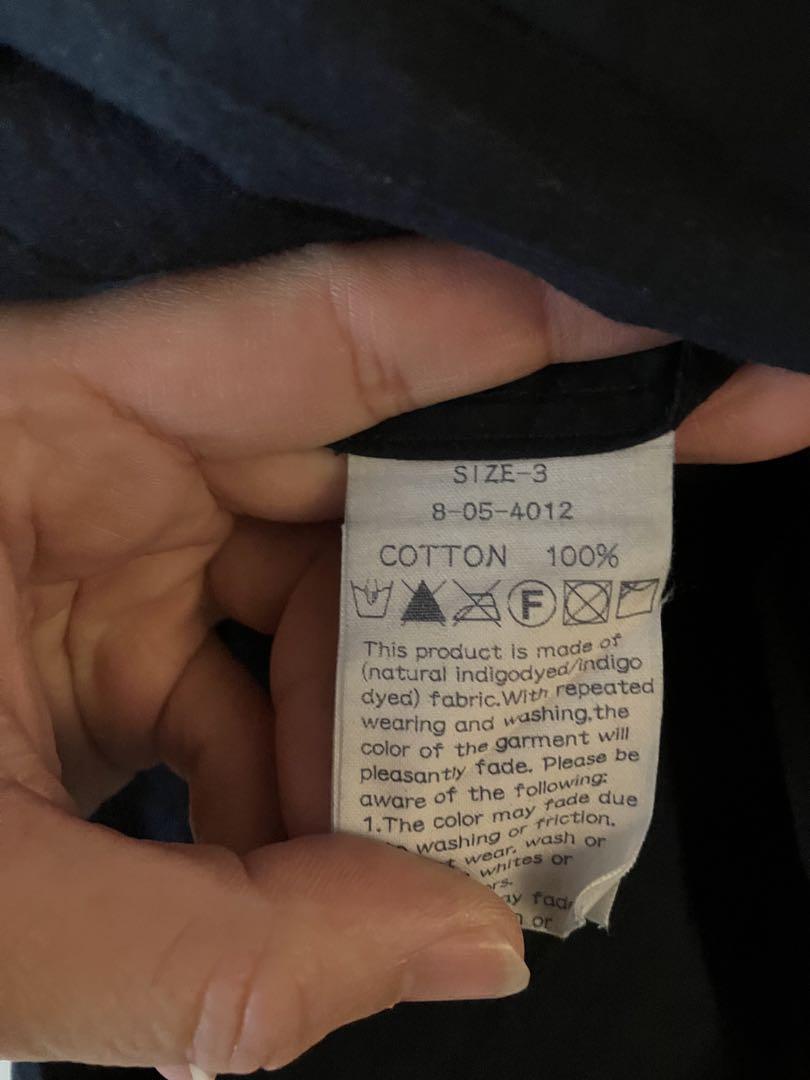 SIZE-3
8-05-4012
COTTON 100%
F
This product is made of
(natural indigodyed/indigo
dyed) fabric.With repeated
wearing and washing,the
color of the garment will
pleasantly fade. Please be
aware of the following:
1.The color may fade due
washing or friction.
wear, wash or
whites or
fad
or